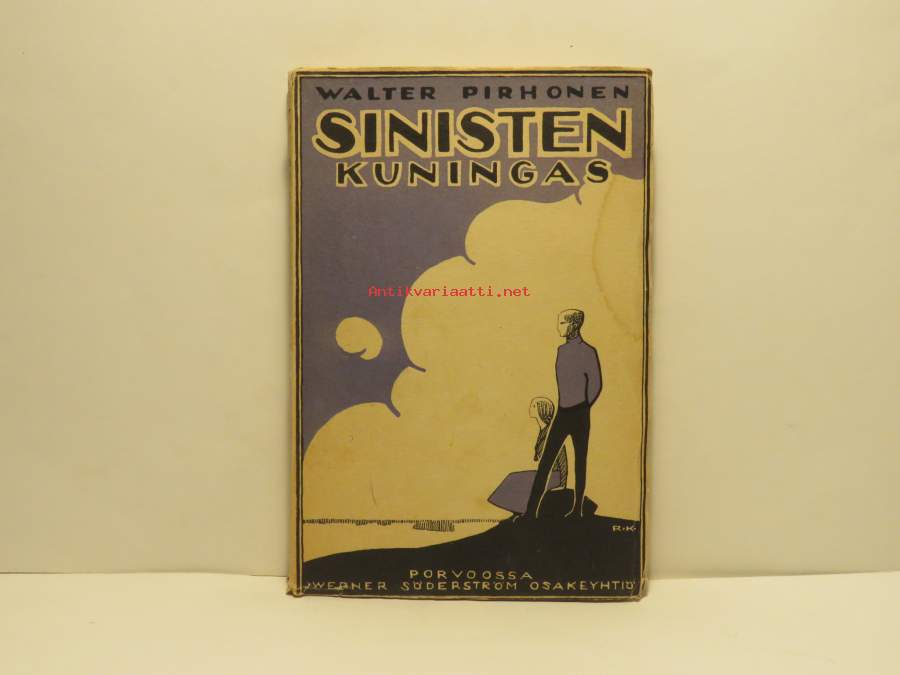 WALTER PIRHONEN
SINISTEN
KUNINGAS
Antikvariaatti.net
R.K.
PORVOOSSA
WERNER SÖDERSTRÖM OSAKEYHTIÖ